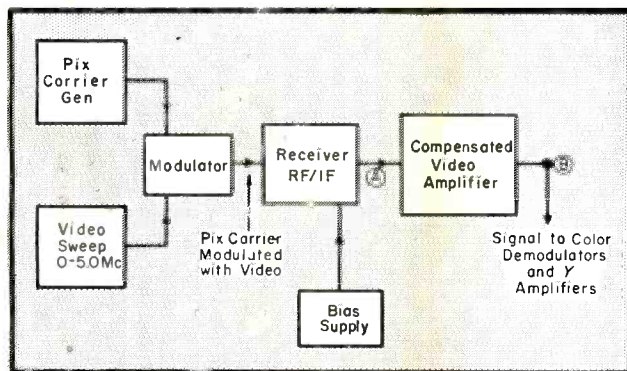 Pix
Carrier
Gen
Modulator
Video
Sweep
0-5.0Mc
Pix Carrier
Modulated
with Video
Receiver
RF/IF
Bias
Supply
A
Compensated
Video
Amplifier
B
Signal to Color
Demodulators
and Y
Amplifiers